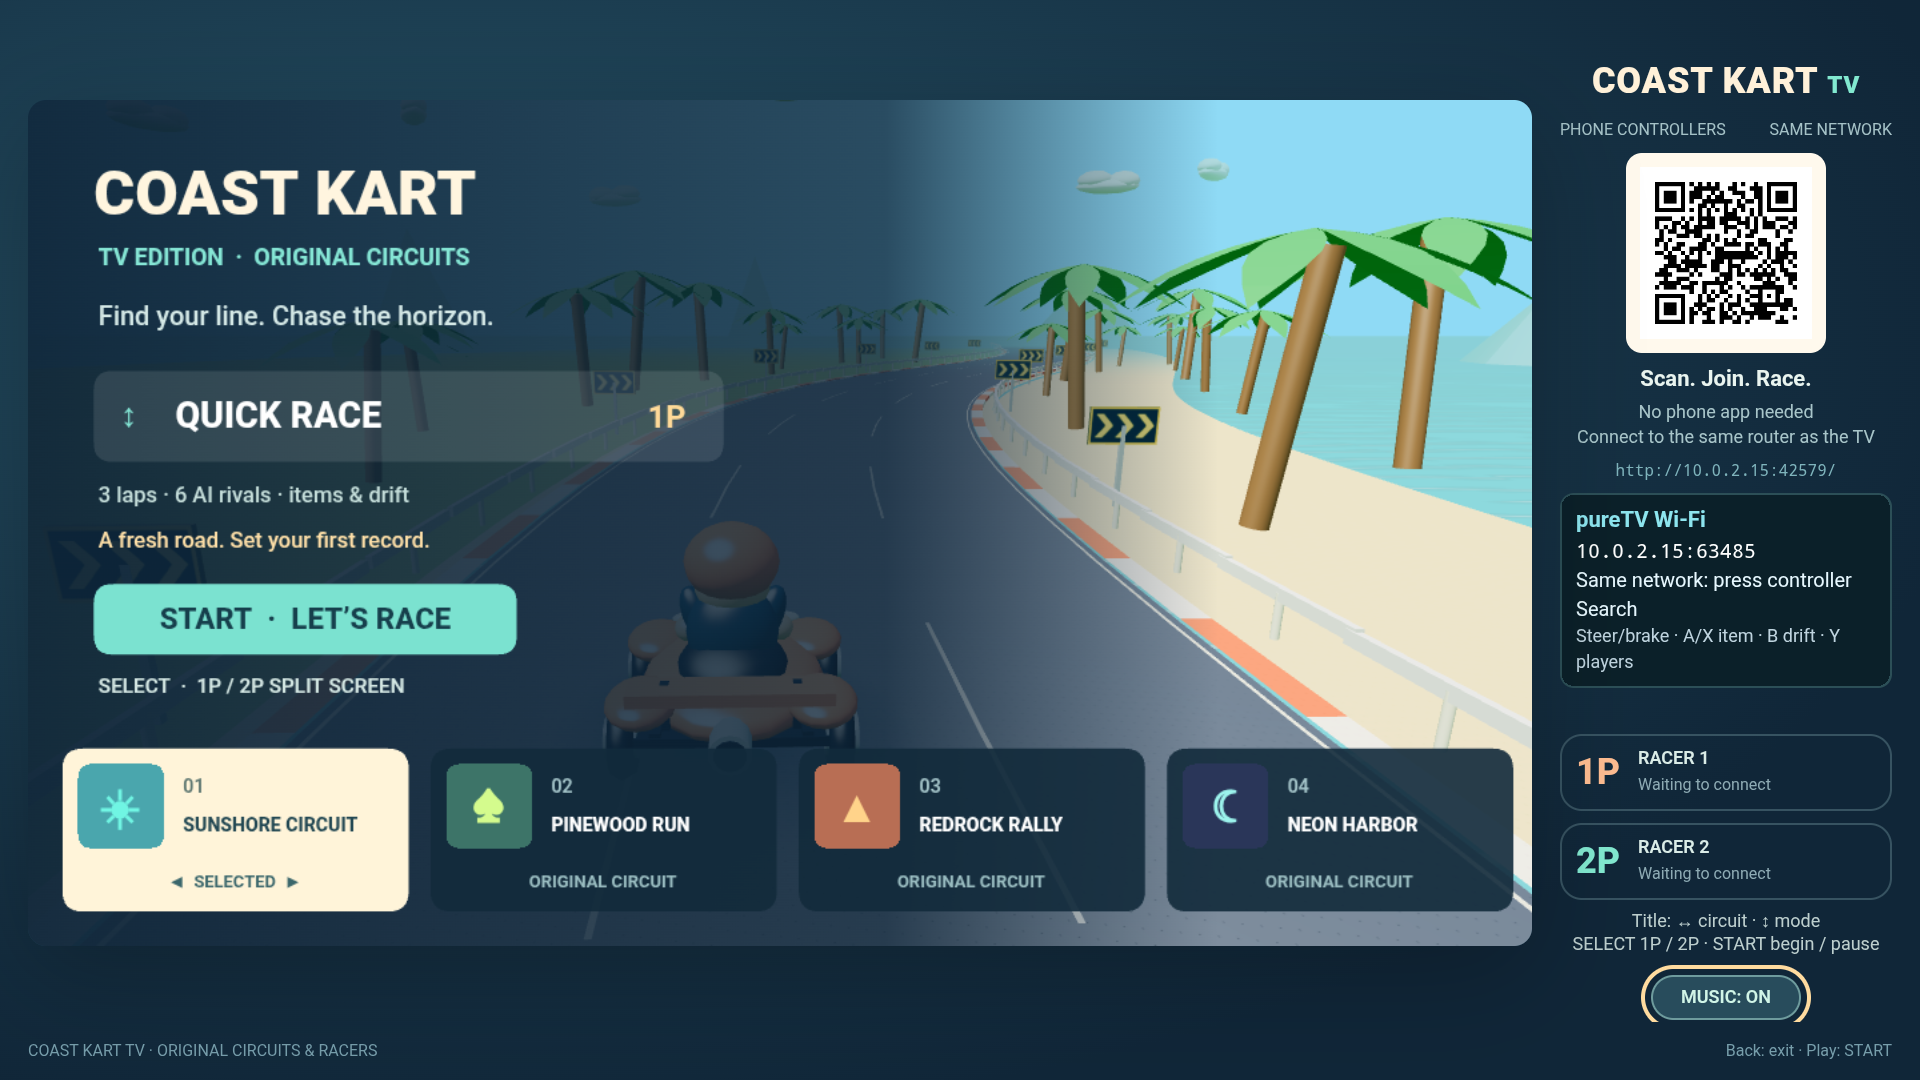 COAST KART
TV EDITION · ORIGINAL CIRCUITS
Find your line. Chase the horizon.
↕ QUICK RACE 1P
3 laps · 6 AI rivals · items & drift
A fresh road. Set your first record.
START · LET’S RACE
SELECT · 1P / 2P SPLIT SCREEN
01
SUNSHORE CIRCUIT
◄ SELECTED ►
02
PINEWOOD RUN
ORIGINAL CIRCUIT
03
REDROCK RALLY
ORIGINAL CIRCUIT
04
NEON HARBOR
ORIGINAL CIRCUIT
COAST KART TV
PHONE CONTROLLERS SAME NETWORK
Scan. Join. Race.
No phone app needed
Connect to the same router as the TV
http://10.0.2.15:42579/
pureTV Wi-Fi
10.0.2.15:63485
Same network: press controller
Search
Steer/brake · A/X item · B drift · Y
players
1P RACER 1
Waiting to connect
2P RACER 2
Waiting to connect
Title: ↔ circuit · ↕ mode
SELECT 1P / 2P · START begin / pause
MUSIC: ON
COAST KART TV · ORIGINAL CIRCUITS & RACERS
Back: exit · Play: START